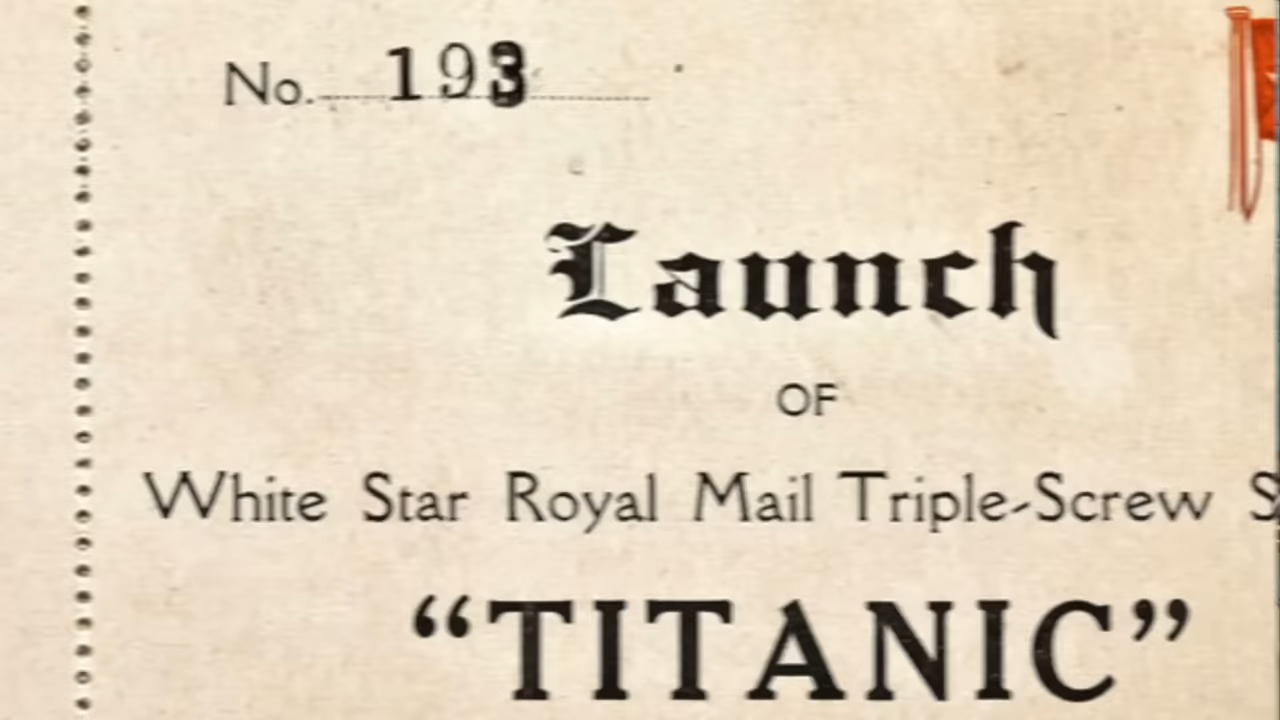 No. 193
Launch
OF
White Star Royal Mail Triple-Screw S
"TITANIC"